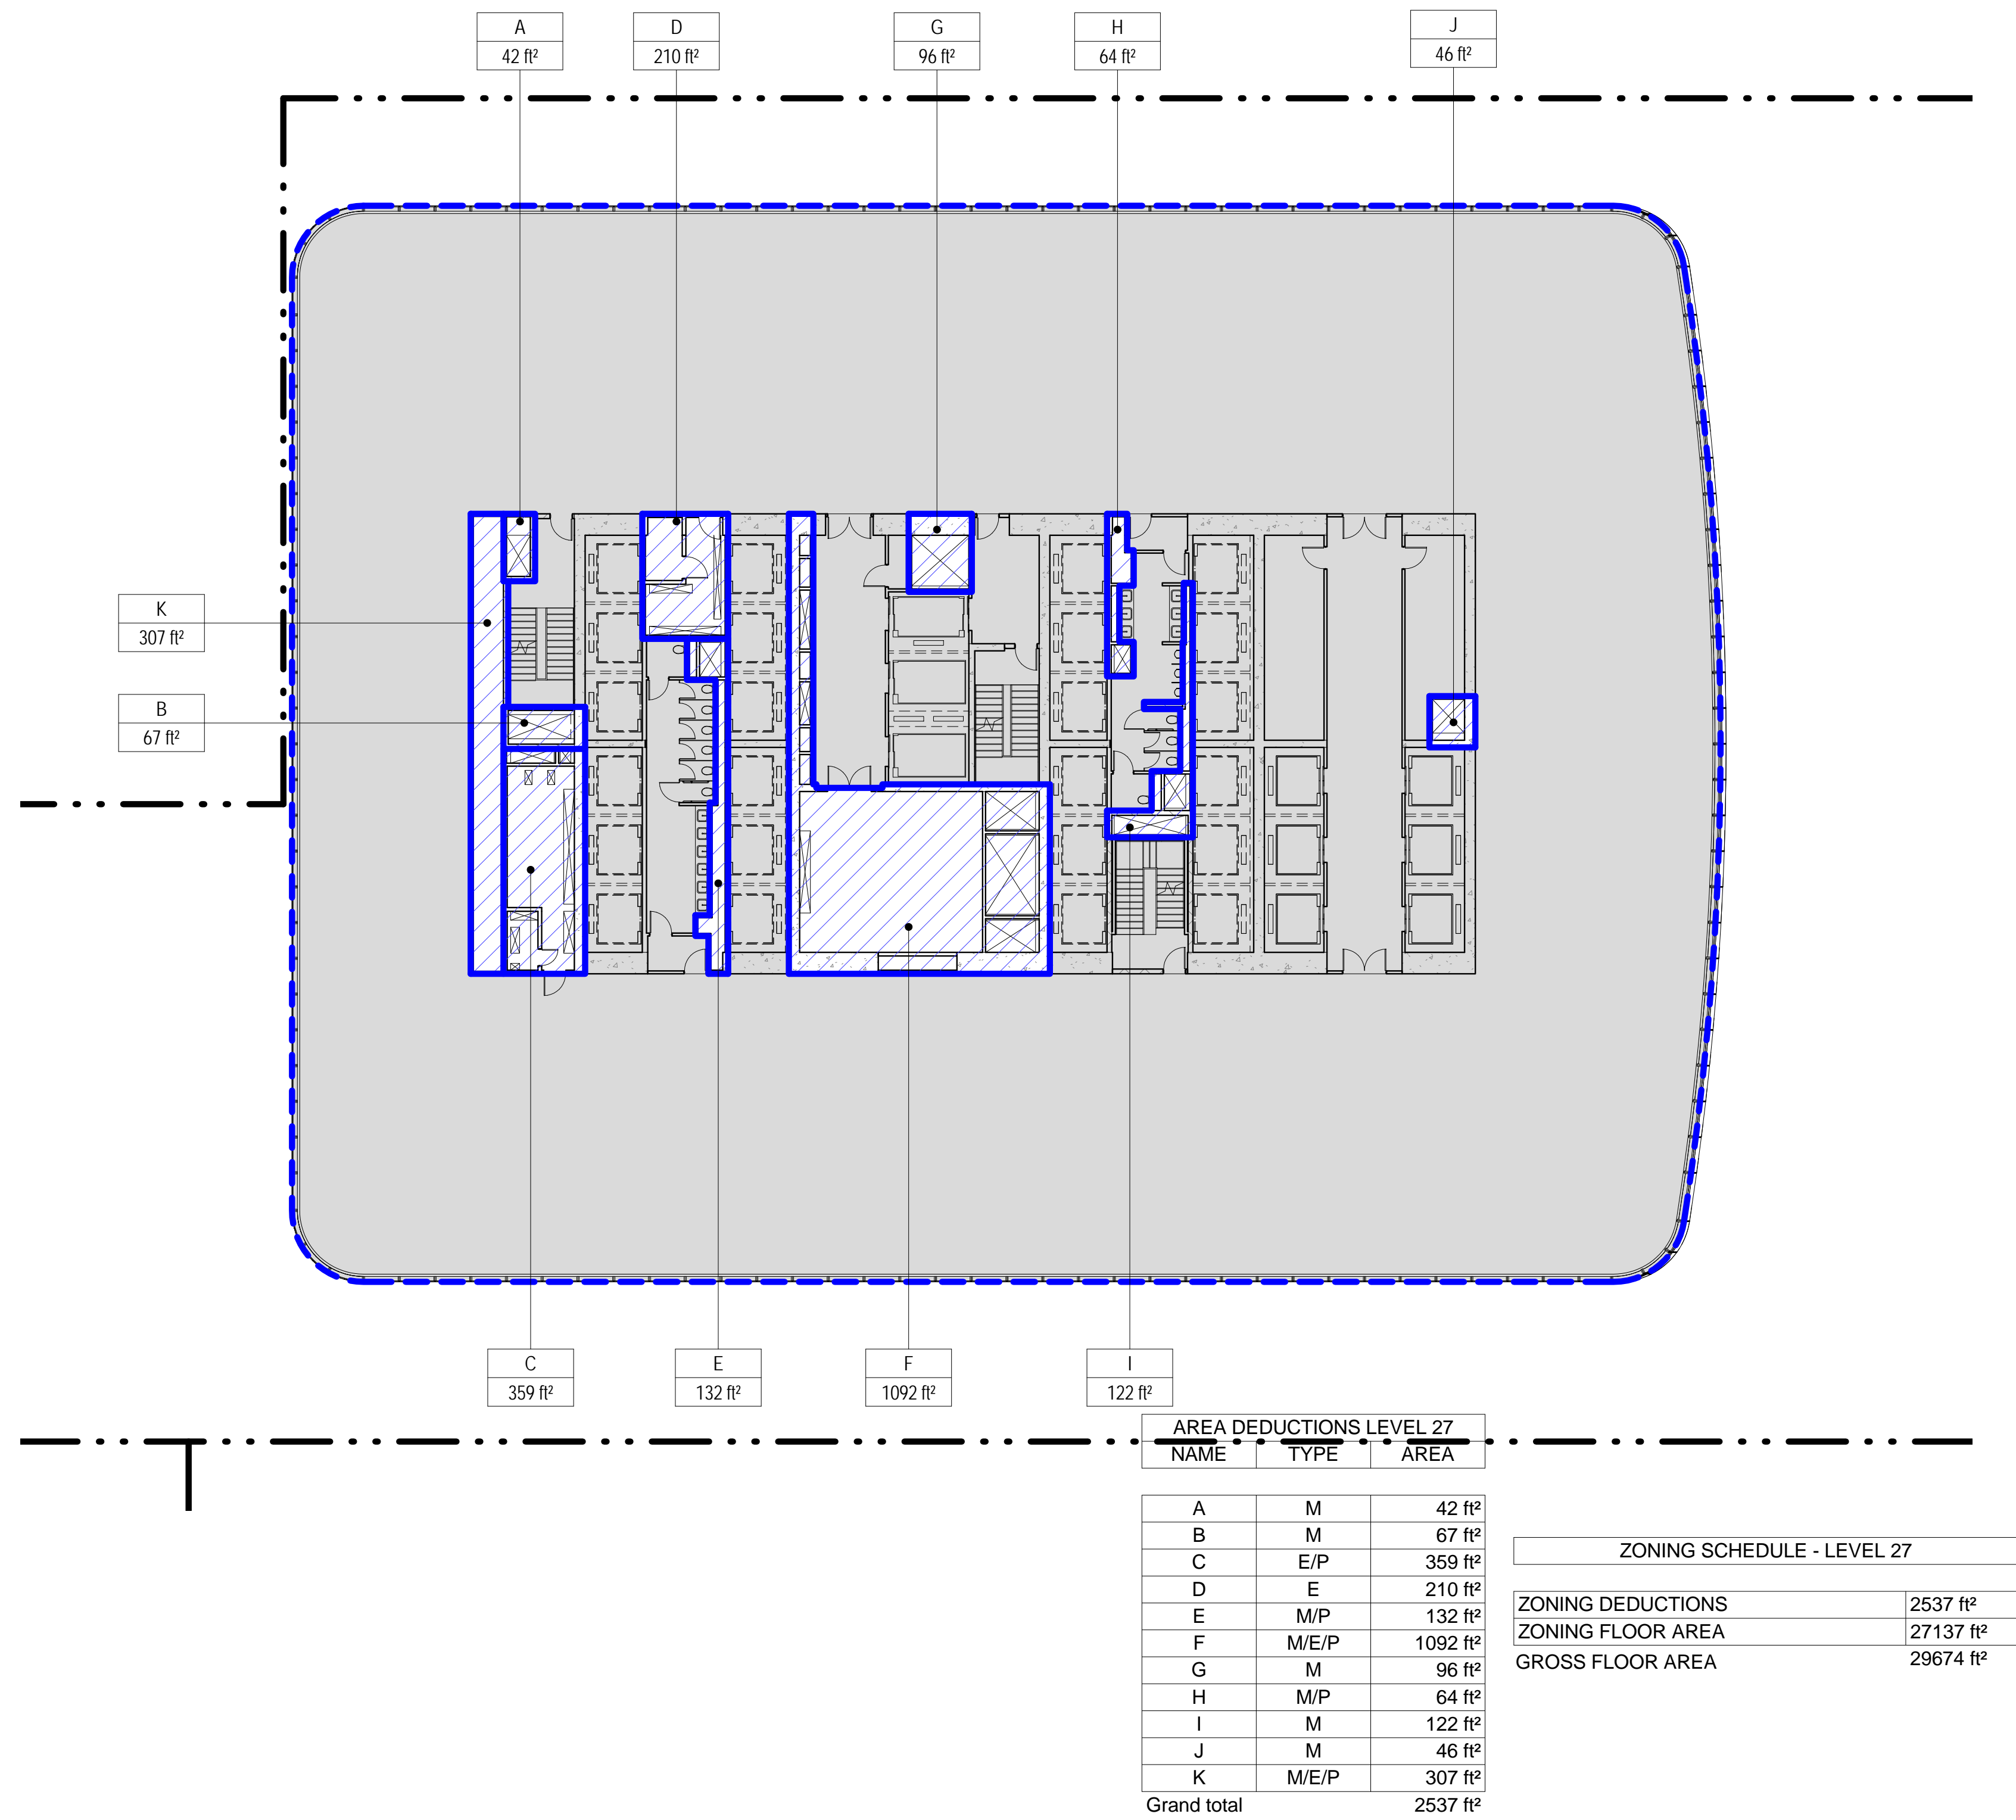 A
42 ft²
D
210 ft²
G
96 ft²
H
64 ft²
J
46 ft²
K
307 ft²
B
67 ft²
C
359 ft²
E
132 ft²
F
1092 ft²
I
122 ft²
AREA DEDUCTIONS LEVEL 27
NAME TYPE AREA
A M 42 ft²
B M 67 ft²
C E/P 359 ft²
D E 210 ft²
E M/P 132 ft²
F M/E/P 1092 ft²
G M 96 ft²
H M/P 64 ft²
I M 122 ft²
J M 46 ft²
K M/E/P 307 ft²
Grand total 2537 ft²
ZONING SCHEDULE - LEVEL 27
ZONING DEDUCTIONS 2537 ft²
ZONING FLOOR AREA 27137 ft²
GROSS FLOOR AREA 29674 ft²